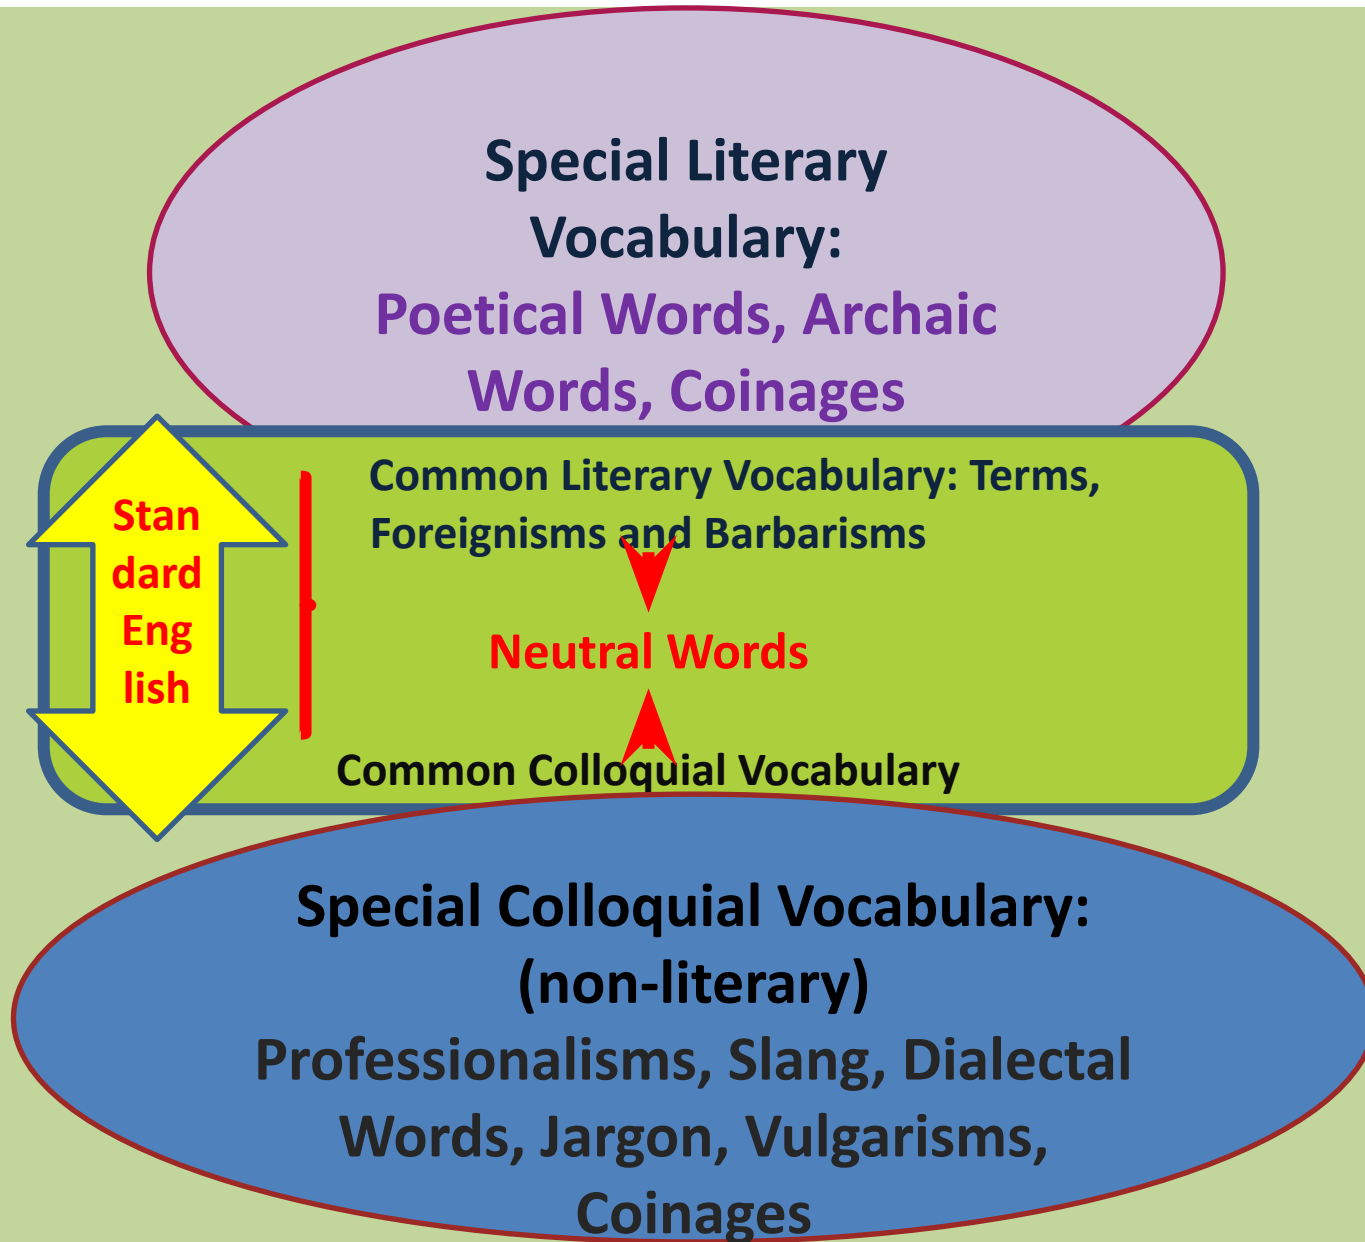 Special Literary
Vocabulary:
Poetical Words, Archaic
Words, Coinages
Common Literary Vocabulary: Terms,
Foreignisms and Barbarisms
Stan
dard
Eng
lish
Neutral Words
Common Colloquial Vocabulary
Special Colloquial Vocabulary:
(non-literary)
Professionalisms, Slang, Dialectal
Words, Jargon, Vulgarisms,
Coinages